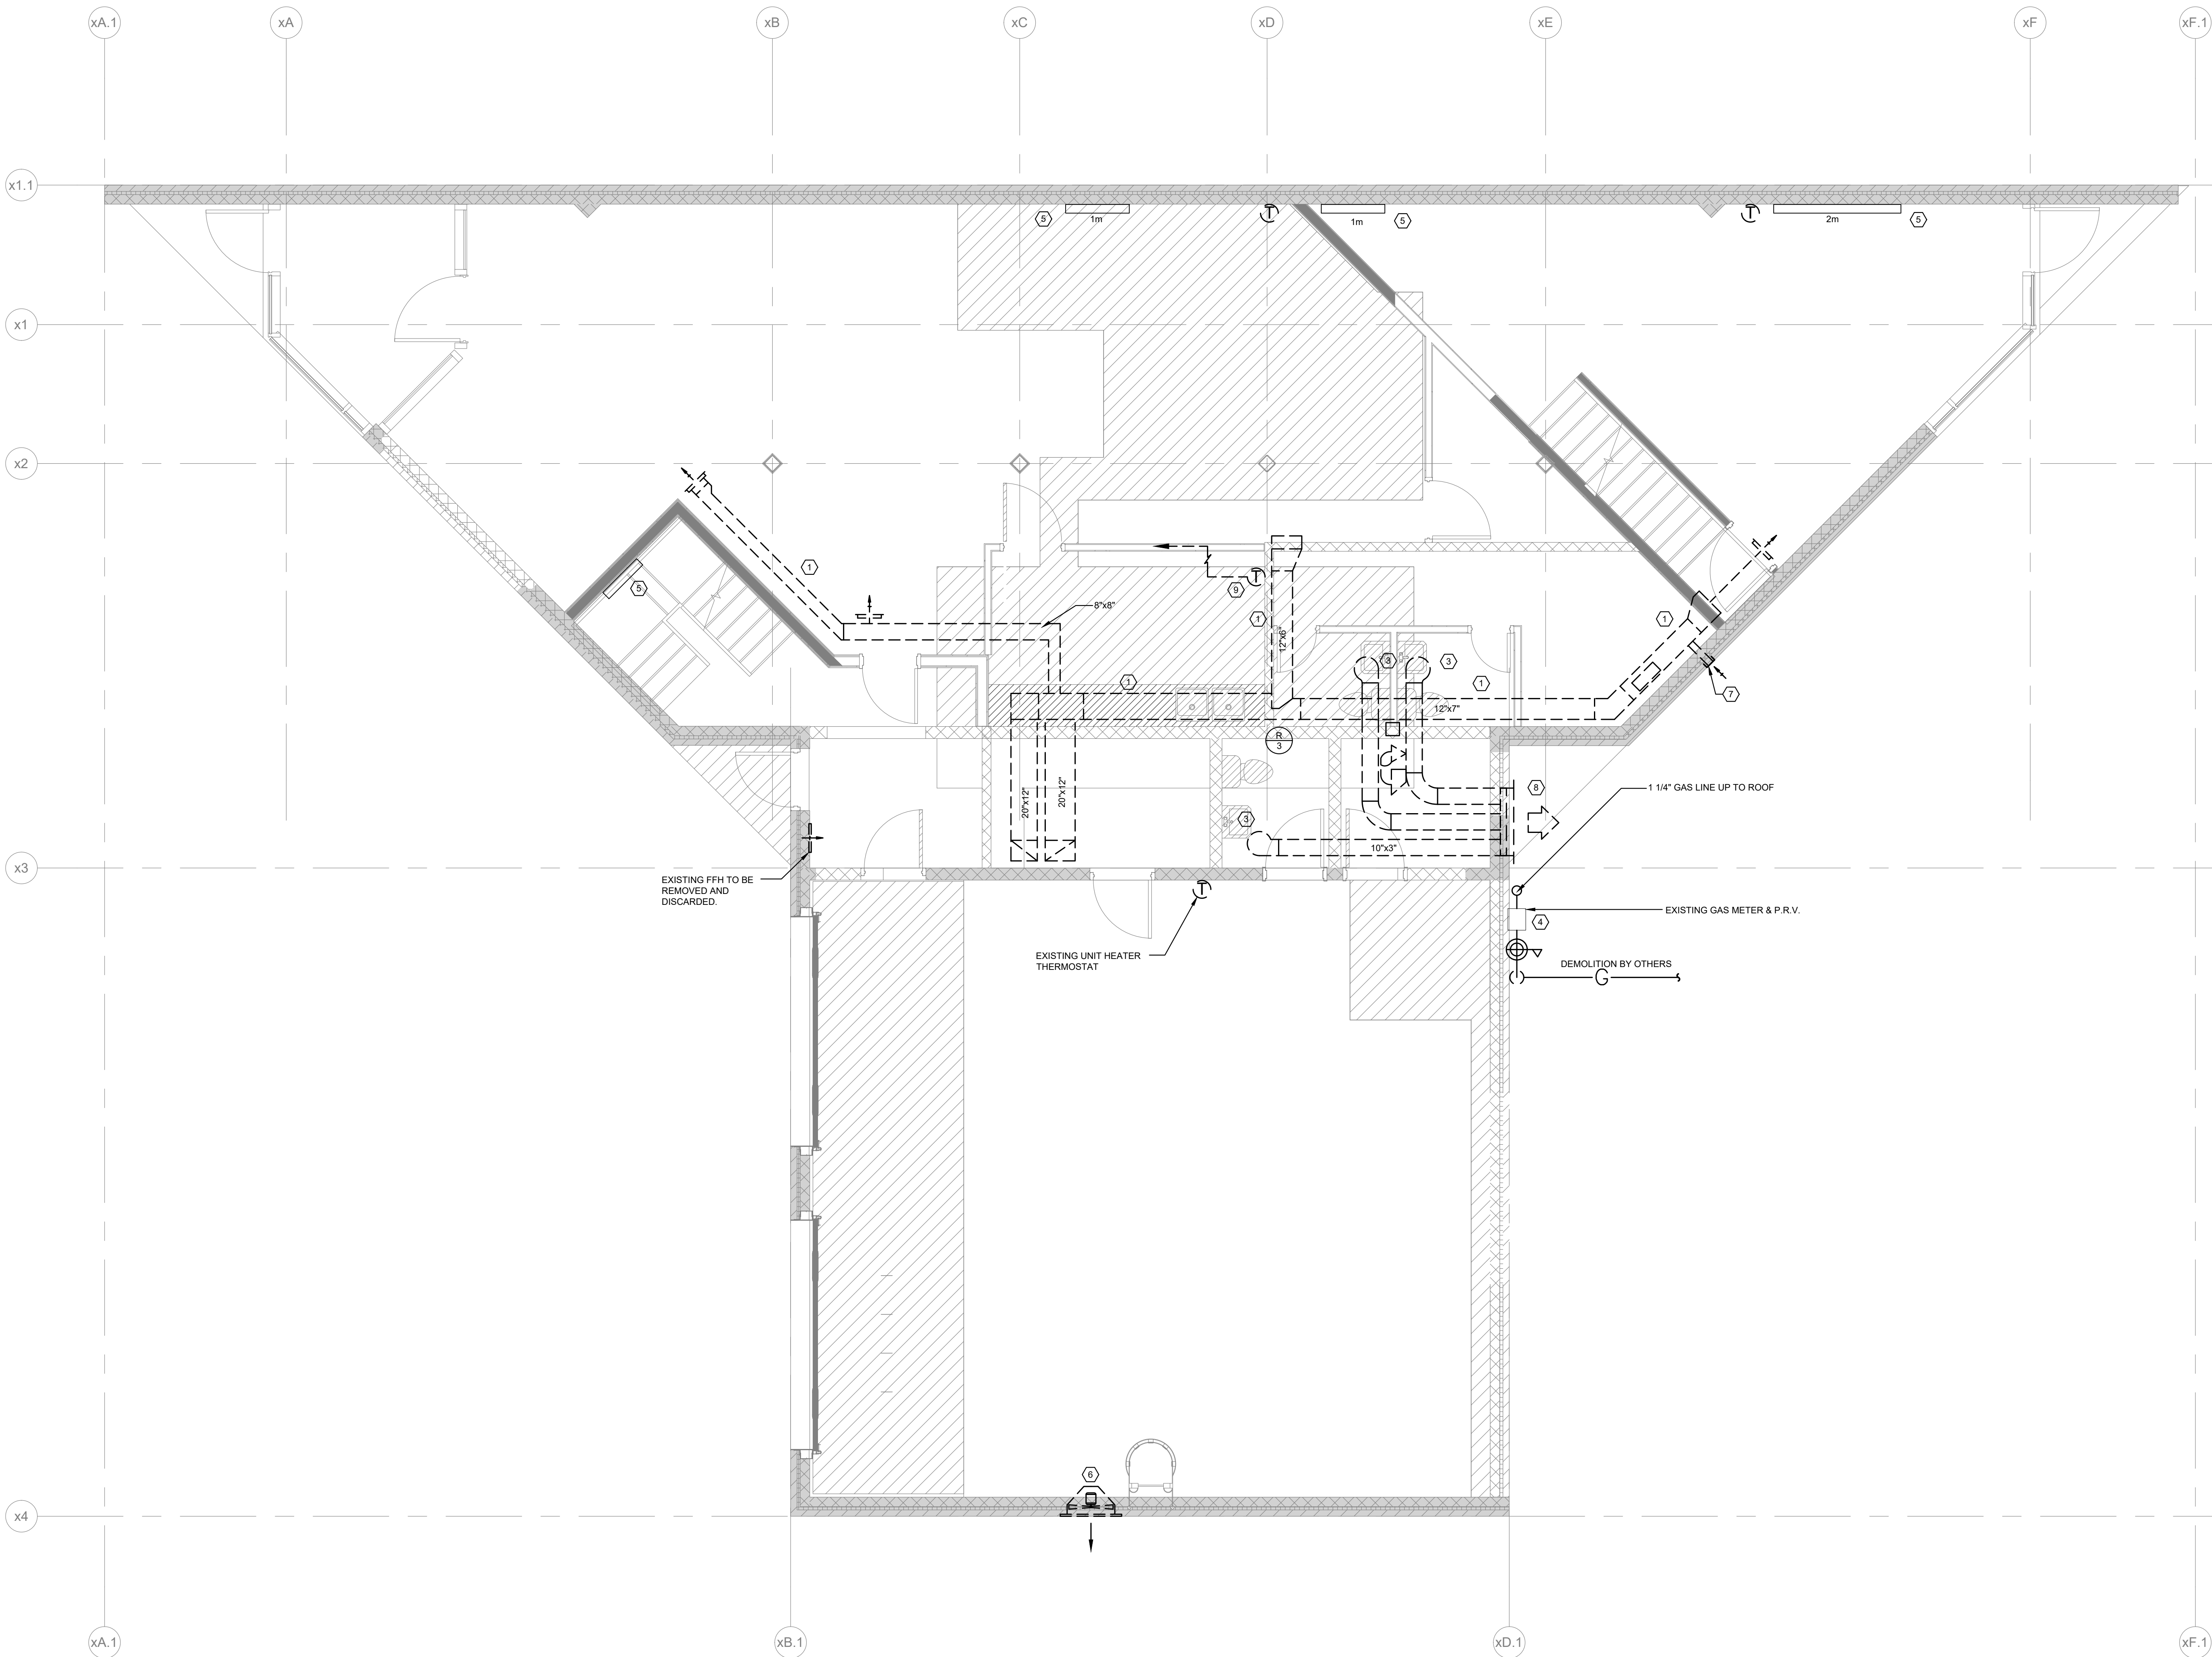 xA.1
xA
xB
xC
xD
xE
xF
xF.1
x1.1
5
1m
T
1m
5
T
2m
5
x1
x2
1
5
9
T
8"x8"
1
12"x6"
1
3
3
1
1
12"x7"
7
R
3
20"x12"
20"x12"
8
1 1/4" GAS LINE UP TO ROOF
3
10"x3"
x3
EXISTING FFH TO BE
REMOVED AND
DISCARDED.
T
EXISTING GAS METER & P.R.V.
4
EXISTING UNIT HEATER
THERMOSTAT
DEMOLITION BY OTHERS
G
6
x4
xA.1
xB.1
xD.1
xF.1